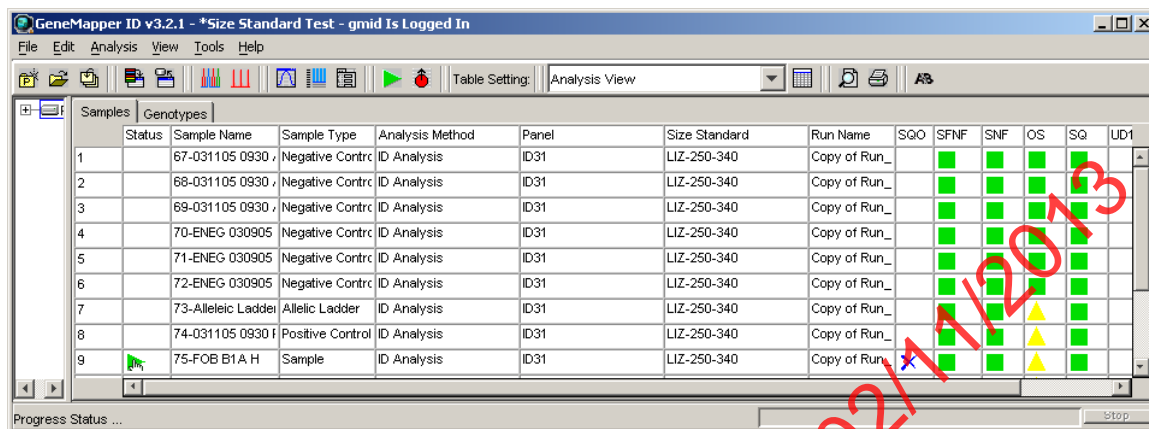 GeneMapper ID v3.2.1 - *Size Standard Test - gmid Is Logged In
File Edit Analysis View Tools Help
Table Setting: Analysis View
Samples Genotypes
Status Sample Name Sample Type Analysis Method Panel Size Standard Run Name SQO SFNF SNF OS SQ UD1
1 67-031105 0930 Negative Contro ID Analysis ID31 LIZ-250-340 Copy of Run_
2 68-031105 0930 Negative Contro ID Analysis ID31 LIZ-250-340 Copy of Run_
3 69-031105 0930 Negative Contro ID Analysis ID31 LIZ-250-340 Copy of Run_
4 70-ENEG 030905 Negative Contro ID Analysis ID31 LIZ-250-340 Copy of Run_
5 71-ENEG 030905 Negative Contro ID Analysis ID31 LIZ-250-340 Copy of Run_
6 72-ENEG 030905 Negative Contro ID Analysis ID31 LIZ-250-340 Copy of Run_
7 73-Alleleic Ladder Allelic Ladder ID Analysis ID31 LIZ-250-340 Copy of Run_
8 74-031105 0930 Positive Control ID Analysis ID31 LIZ-250-340 Copy of Run_
9 75-FOB B1 A H Sample ID Analysis ID31 LIZ-250-340 Copy of Run_
Progress Status ... Stop
02/11/2013